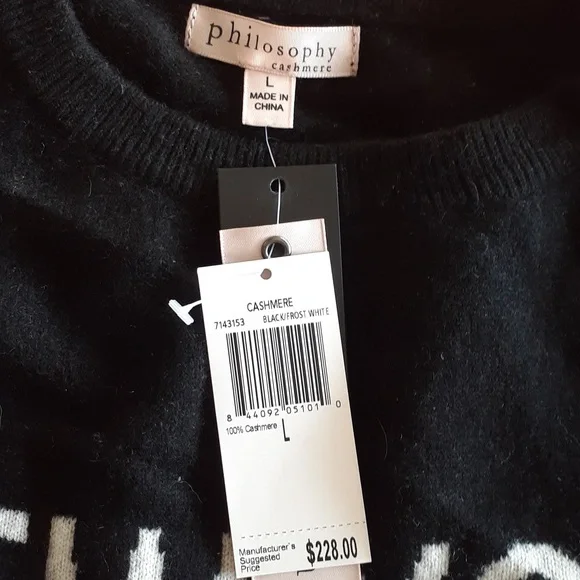 philosophy
cashmere
L
MADE IN
CHINA
CASHMERE
7143153 BLACK/FROST WHITE
8 44092 05101 0
100% Cashmere L
Manufacturer's
Suggested
Price $228.00